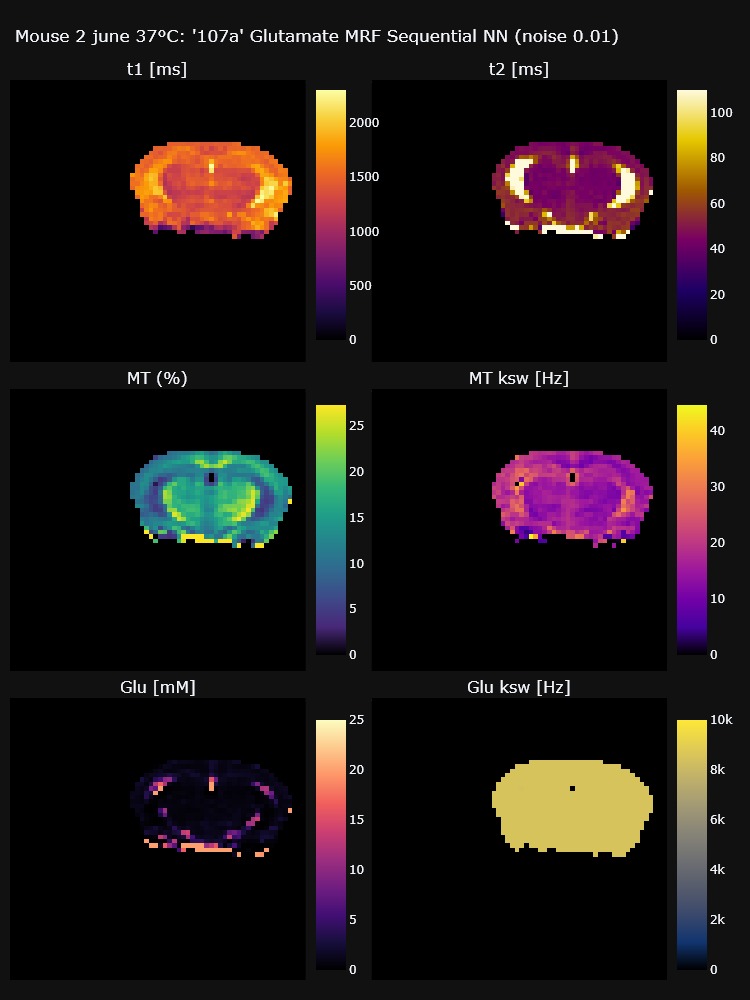 Mouse 2 june 37ºC: '107a' Glutamate MRF Sequential NN (noise 0.01)
t1 [ms]
t2 [ms]
2000
1500
1000
500
0
100
80
60
40
20
0
MT (%)
MT ksw [Hz]
25
20
15
10
5
0
40
30
20
10
0
Glu [mM]
Glu ksw [Hz]
25
20
15
10
5
0
10k
8k
6k
4k
2k
0